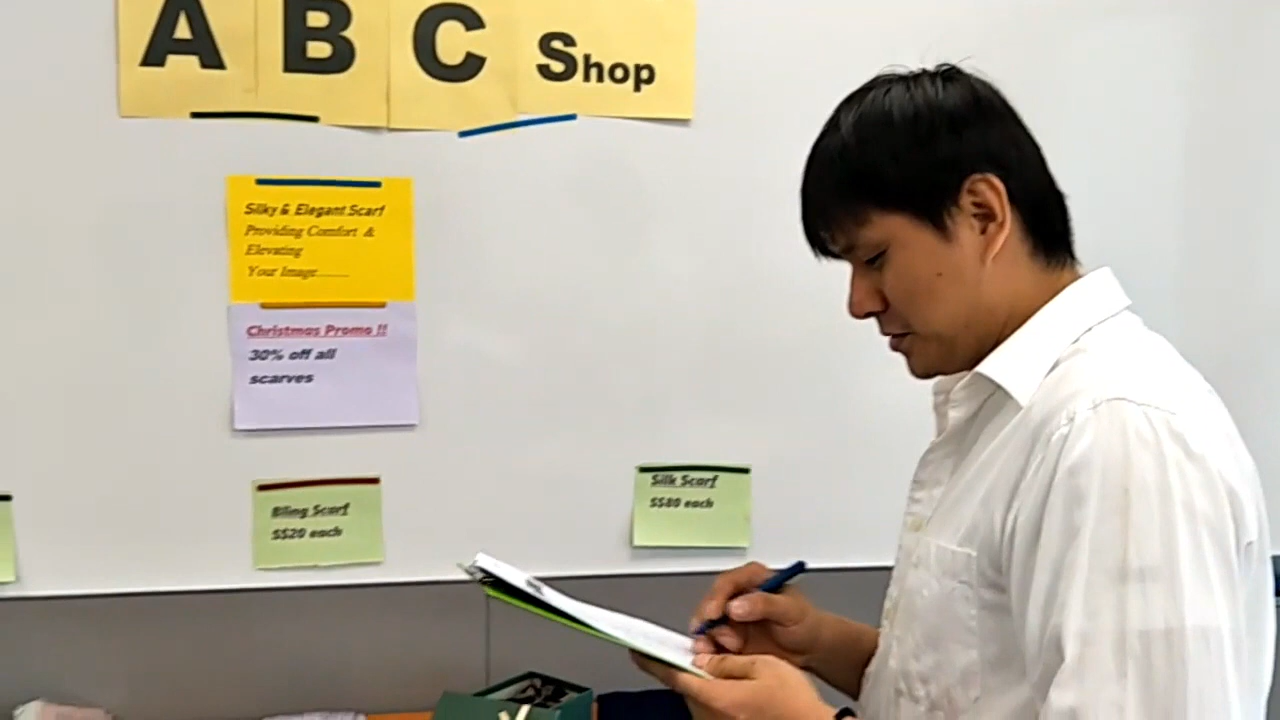 A B C Shop
Silky & Elegant Scarf
Providing Comfort &
Elevating
Your Image.........
Christmas Promo !!
30% off all
scarves
Bling Scarf
S$20 each
Silk Scarf
S$80 each